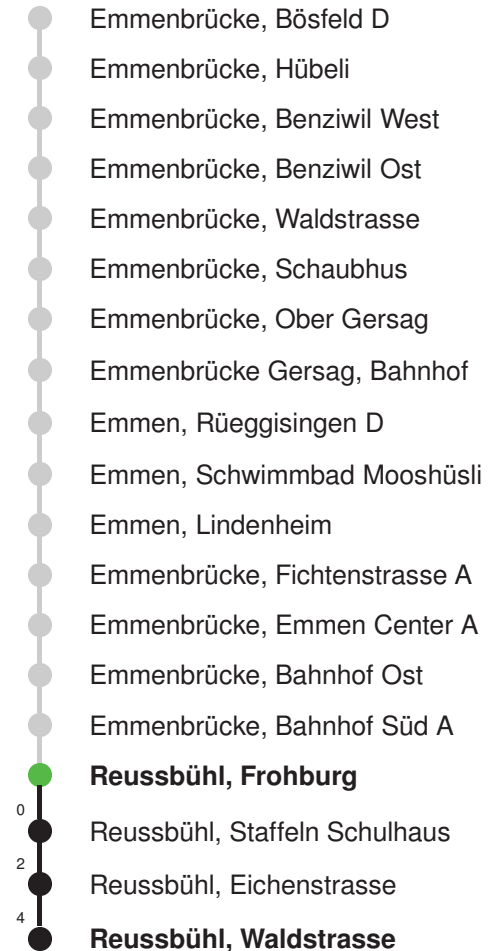 Emmenbrücke, Bösfeld D
Emmenbrücke, Hübeli
Emmenbrücke, Benziwil West
Emmenbrücke, Benziwil Ost
Emmenbrücke, Waldstrasse
Emmenbrücke, Schaubhus
Emmenbrücke, Ober Gersag
Emmenbrücke Gersag, Bahnhof
Emmen, Rüeggisingen D
Emmen, Schwimmbad Mooshüsli
Emmen, Lindenheim
Emmenbrücke, Fichtenstrasse A
Emmenbrücke, Emmen Center A
Emmenbrücke, Bahnhof Ost
Emmenbrücke, Bahnhof Süd A
Reussbühl, Frohburg
0
Reussbühl, Staffeln Schulhaus
2
Reussbühl, Eichenstrasse
4
Reussbühl, Waldstrasse